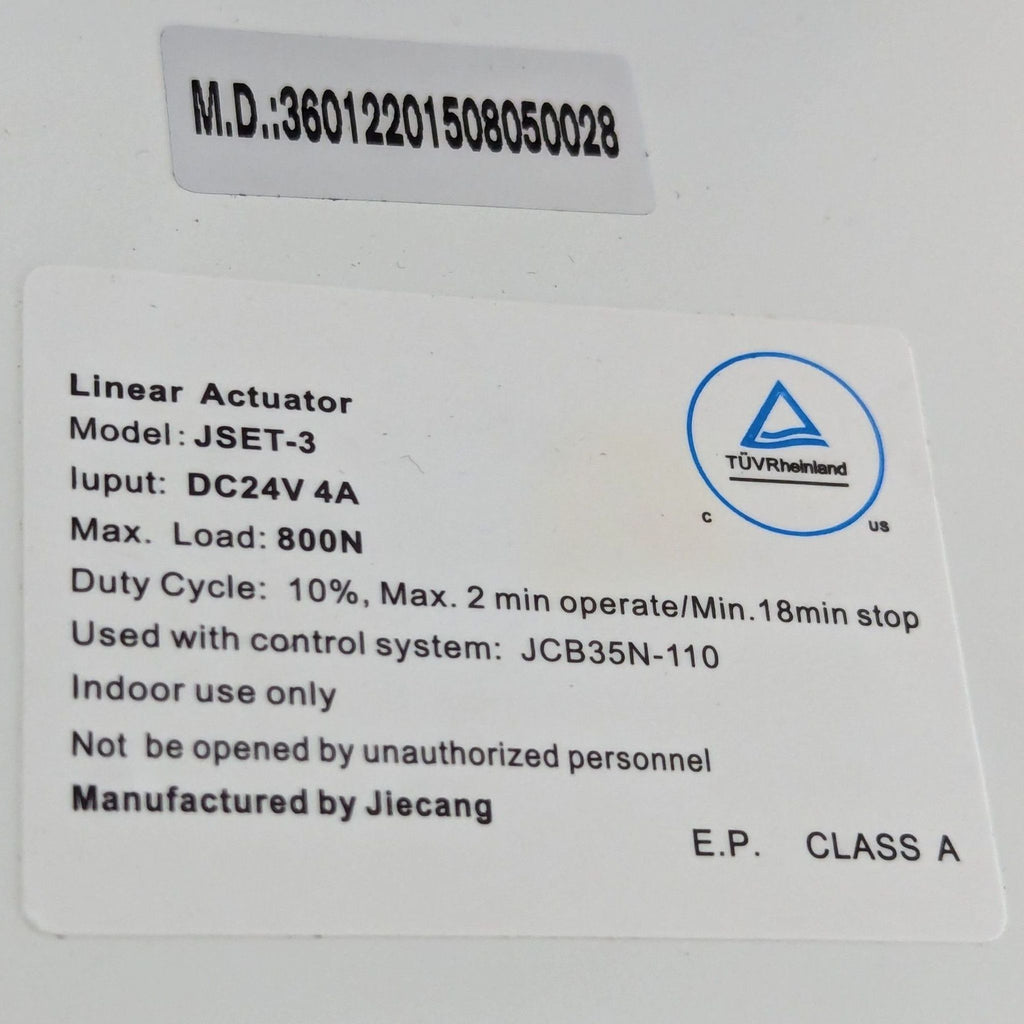 M.D.:36012201508050028
Linear Actuator
Model: JSET-3
Iuput: DC24V 4A
Max. Load: 800N
Duty Cycle: 10%, Max. 2 min operate/Min.18min stop
Used with control system: JCB35N-110
Indoor use only
Not be opened by unauthorized personnel
Manufactured by Jiecang
E.P. CLASS A
TÜVRheinland
C US